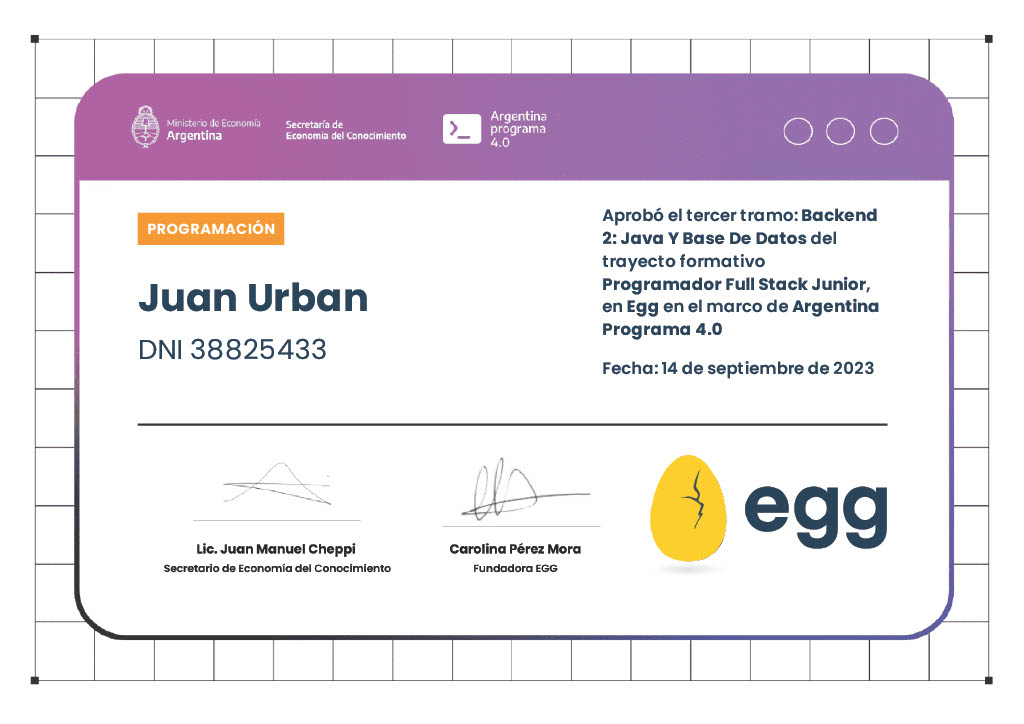 Ministerio de Economía
Argentina
Secretaría de
Economía del Conocimiento
Argentina
programa
4.0
PROGRAMACIÓN
Juan Urban
DNI 38825433
Aprobó el tercer tramo: Backend
2: Java Y Base De Datos del
trayecto formativo
Programador Full Stack Junior,
en Egg en el marco de Argentina
Programa 4.0
Fecha: 14 de septiembre de 2023
Lic. Juan Manuel Cheppi
Secretario de Economía del Conocimiento
Carolina Pérez Mora
Fundadora EGG
egg